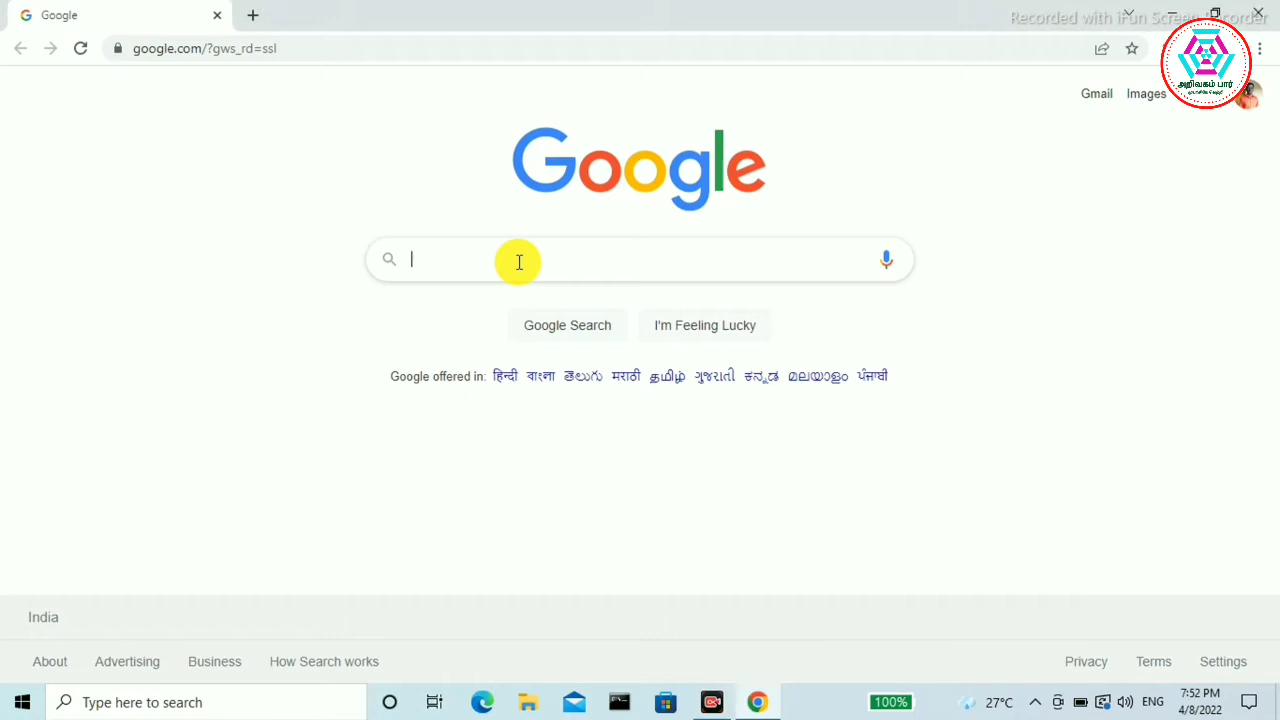 Google
Recorded with iFun Screen Recorder
google.com/?gws_rd=ssl
Gmail Images
அறிவகம் பார்
Google
Google Search I'm Feeling Lucky
Google offered in: हिन्दी বাংলা తెలుగు मराठी தமிழ் ગુજરાતી ಕನ್ನಡ മലയാളം ਪੰਜਾਬੀ
India
About Advertising Business How Search works Privacy Terms Settings
Type here to search 100% 27°C ENG 7:52 PM
4/8/2022